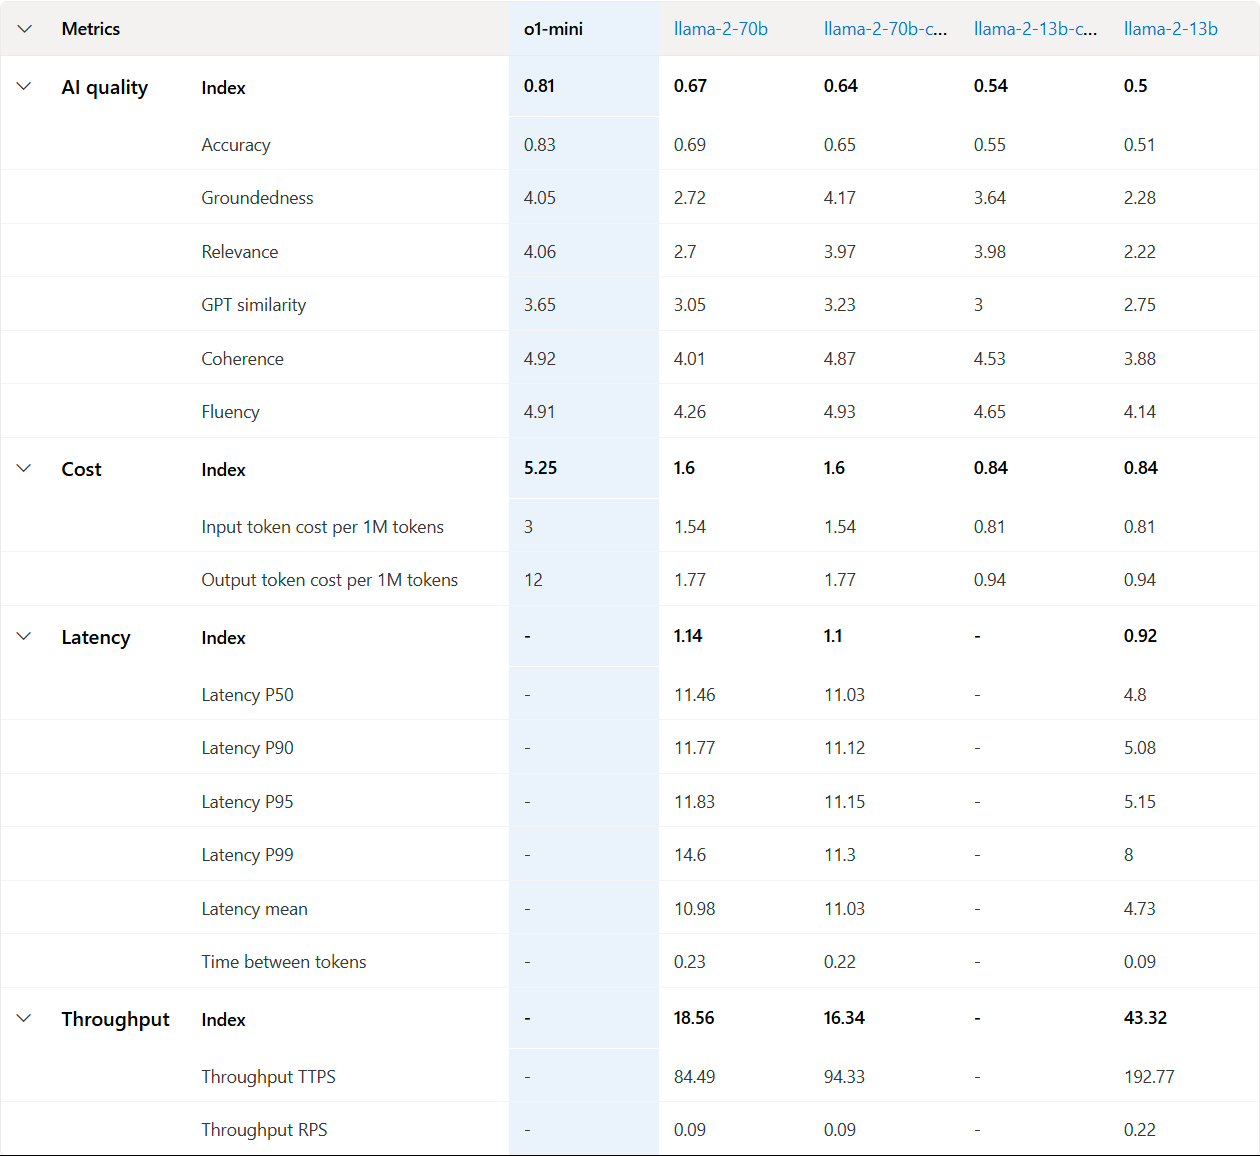 Metrics o1-mini llama-2-70b llama-2-70b-c... llama-2-13b-c... llama-2-13b
AI quality Index 0.81 0.67 0.64 0.54 0.5
Accuracy 0.83 0.69 0.65 0.55 0.51
Groundedness 4.05 2.72 4.17 3.64 2.28
Relevance 4.06 2.7 3.97 3.98 2.22
GPT similarity 3.65 3.05 3.23 3 2.75
Coherence 4.92 4.01 4.87 4.53 3.88
Fluency 4.91 4.26 4.93 4.65 4.14
Cost Index 5.25 1.6 1.6 0.84 0.84
Input token cost per 1M tokens 3 1.54 1.54 0.81 0.81
Output token cost per 1M tokens 12 1.77 1.77 0.94 0.94
Latency Index - 1.14 1.1 - 0.92
Latency P50 - 11.46 11.03 - 4.8
Latency P90 - 11.77 11.12 - 5.08
Latency P95 - 11.83 11.15 - 5.15
Latency P99 - 14.6 11.3 - 8
Latency mean - 10.98 11.03 - 4.73
Time between tokens - 0.23 0.22 - 0.09
Throughput Index - 18.56 16.34 - 43.32
Throughput TTPS - 84.49 94.33 - 192.77
Throughput RPS - 0.09 0.09 - 0.22